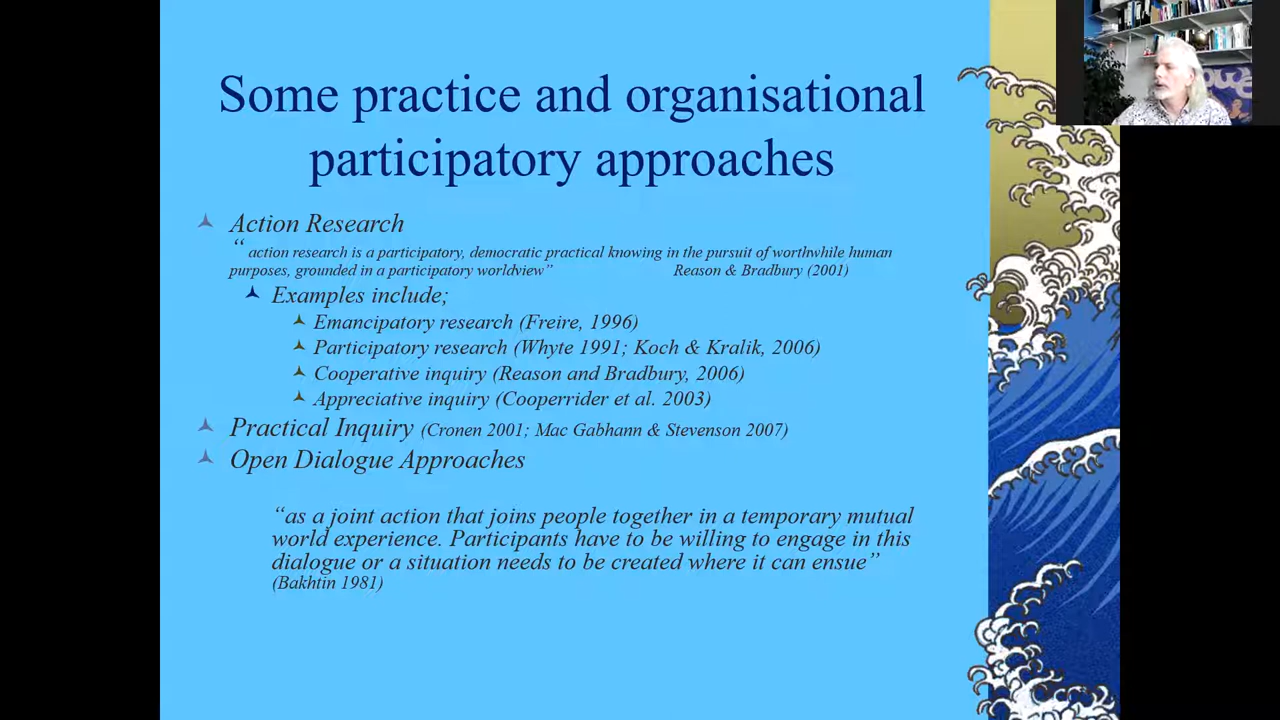 Some practice and organisational
participatory approaches
Action Research
“ action research is a participatory, democratic practical knowing in the pursuit of worthwhile human
purposes, grounded in a participatory worldview” Reason & Bradbury (2001)
Examples include;
Emancipatory research (Freire, 1996)
Participatory research (Whyte 1991; Koch & Kralik, 2006)
Cooperative inquiry (Reason and Bradbury, 2006)
Appreciative inquiry (Cooperrider et al. 2003)
Practical Inquiry (Cronen 2001; Mac Gabhann & Stevenson 2007)
Open Dialogue Approaches
“as a joint action that joins people together in a temporary mutual
world experience. Participants have to be willing to engage in this
dialogue or a situation needs to be created where it can ensue”
(Bakhtin 1981)